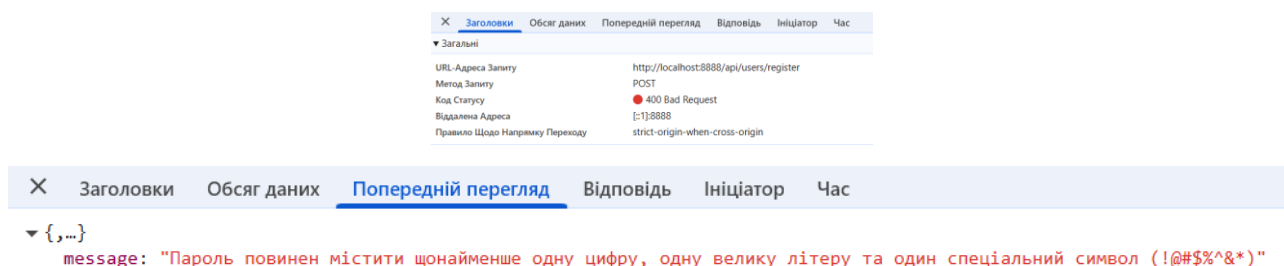 Заголовки Обсяг даних Попередній перегляд Відповідь Ініціатор Час
Загальні
URL-Адреса Запиту http://localhost:8888/api/users/register
Метод Запиту POST
Код Статусу 400 Bad Request
Віддалена Адреса [::1]:8888
Правило Щодо Напрямку Переходу strict-origin-when-cross-origin
Заголовки Обсяг даних Попередній перегляд Відповідь Ініціатор Час
{,…}
message: "Пароль повинен містити щонайменше одну цифру, одну велику літеру та один спеціальний символ (!@#$%^&*)"